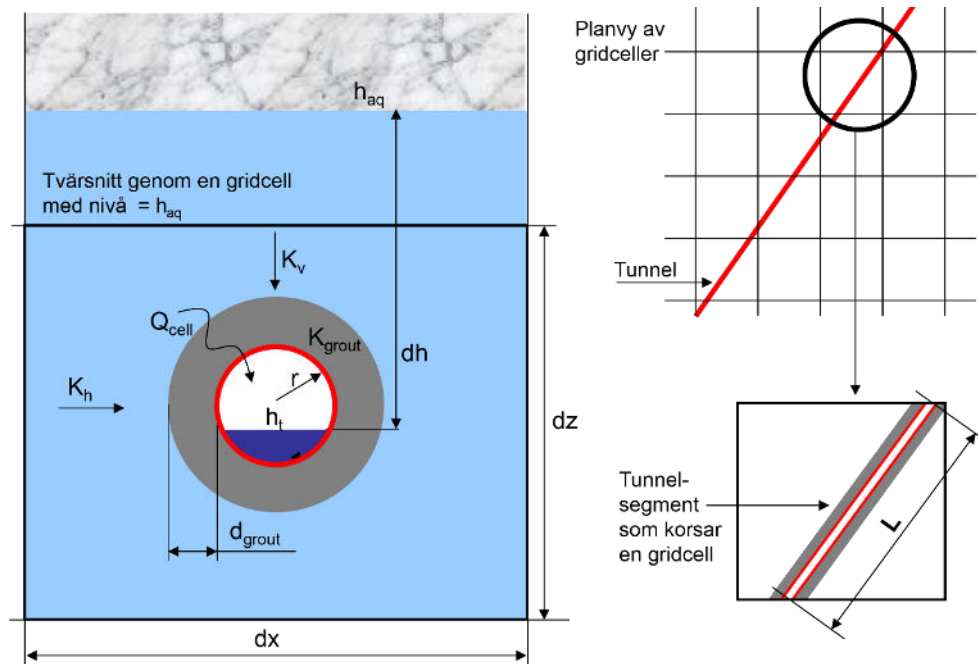 h_aq
Tvärsnitt genom en gridcell
med nivå = h_aq
K_v
Q_cell
K_grout
dh
r
K_h
h_t
dz
d_grout
dx
Planvy av
gridceller
Tunnel
Tunnel-
segment
som korsar
en gridcell
L